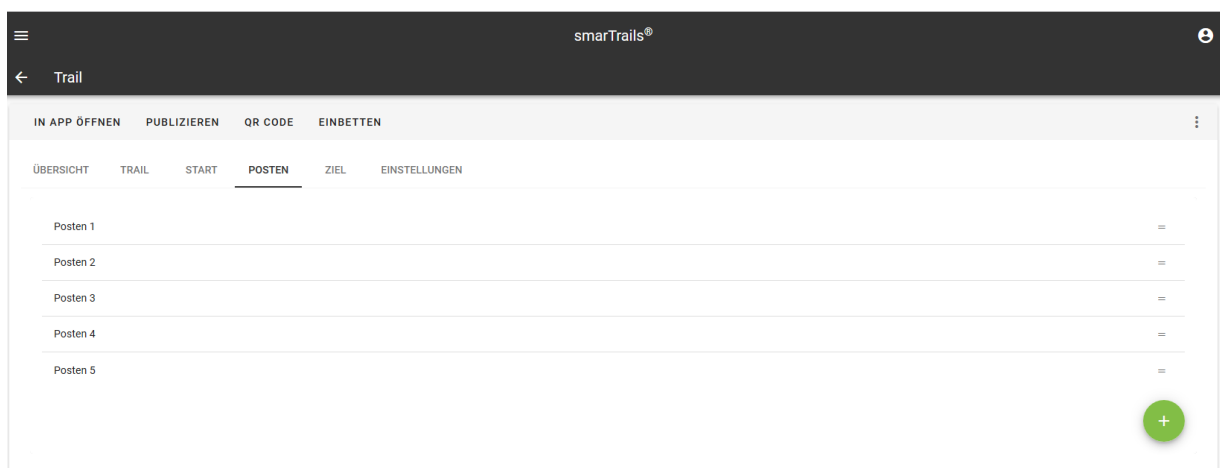 smarTrails®
Trail
IN APP ÖFFNEN PUBLIZIEREN QR CODE EINBETTEN
ÜBERSICHT TRAIL START POSTEN ZIEL EINSTELLUNGEN
Posten 1
Posten 2
Posten 3
Posten 4
Posten 5